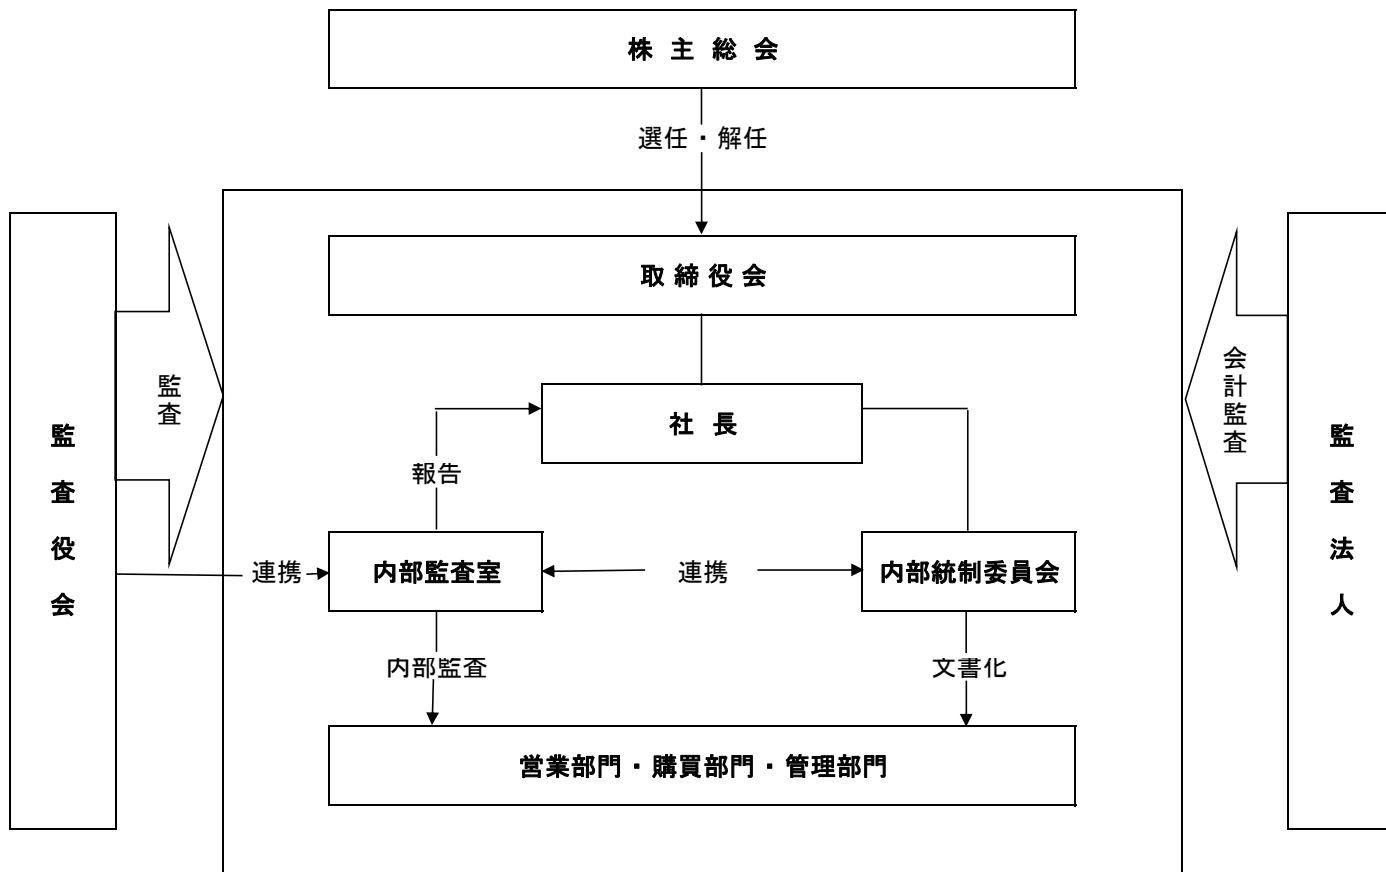 株主総会
選任・解任
取締役会
監査
会計監査
社長
監査役会
監査法人
報告
連携
内部監査室
連携
内部統制委員会
内部監査
文書化
営業部門・購買部門・管理部門